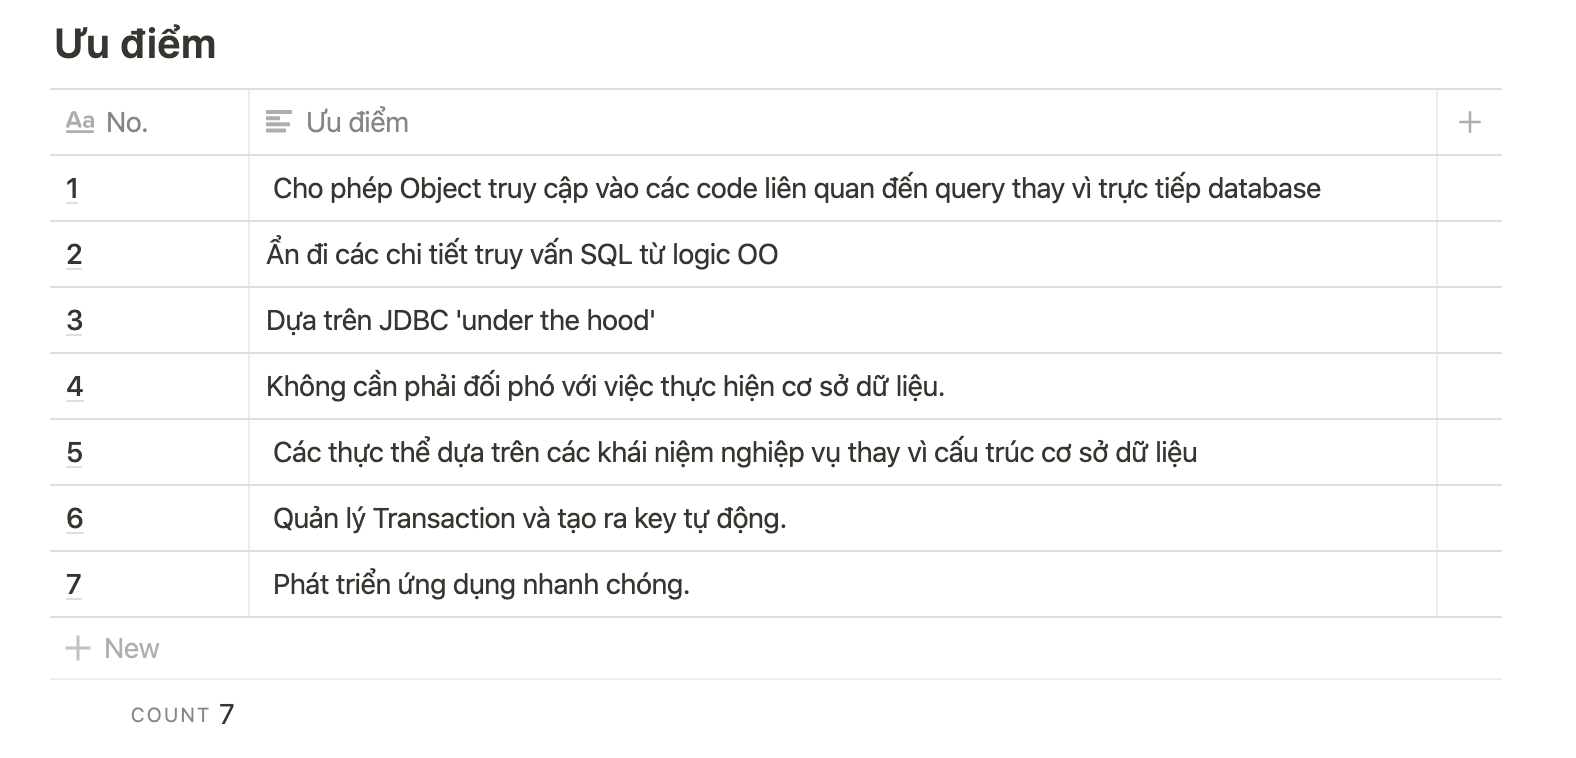 Ưu điểm
Aa No. Ưu điểm
1 Cho phép Object truy cập vào các code liên quan đến query thay vì trực tiếp database
2 Ẩn đi các chi tiết truy vấn SQL từ logic OO
3 Dựa trên JDBC 'under the hood'
4 Không cần phải đối phó với việc thực hiện cơ sở dữ liệu.
5 Các thực thể dựa trên các khái niệm nghiệp vụ thay vì cấu trúc cơ sở dữ liệu
6 Quản lý Transaction và tạo ra key tự động.
7 Phát triển ứng dụng nhanh chóng.
+ New
COUNT 7